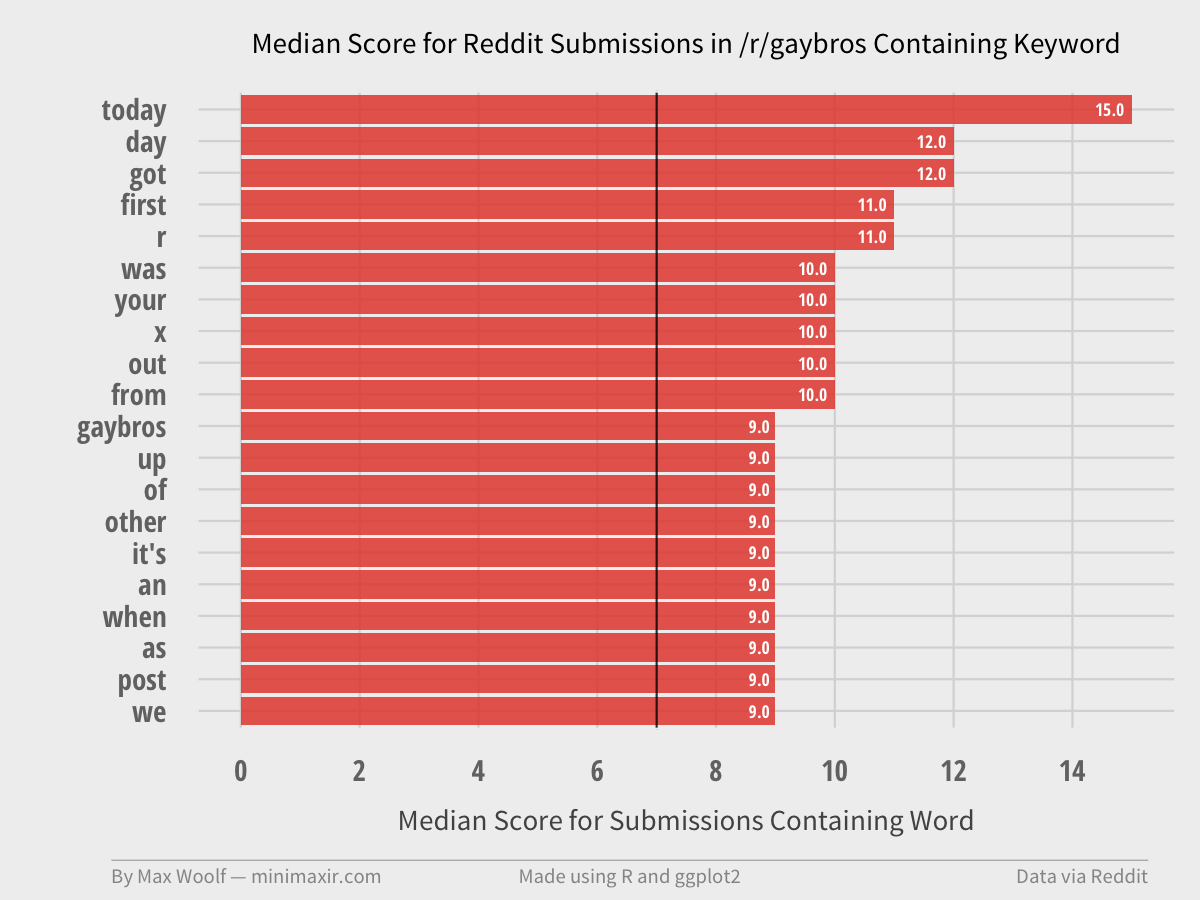 Median Score for Reddit Submissions in /r/gaybros Containing Keyword
today 15.0
day 12.0
got 12.0
first 11.0
r 11.0
was 10.0
your 10.0
x 10.0
out 10.0
from 10.0
gaybros 9.0
up 9.0
of 9.0
other 9.0
it's 9.0
an 9.0
when 9.0
as 9.0
post 9.0
we 9.0
0 2 4 6 8 10 12 14
Median Score for Submissions Containing Word
By Max Woolf — minimaxir.com Made using R and ggplot2 Data via Reddit